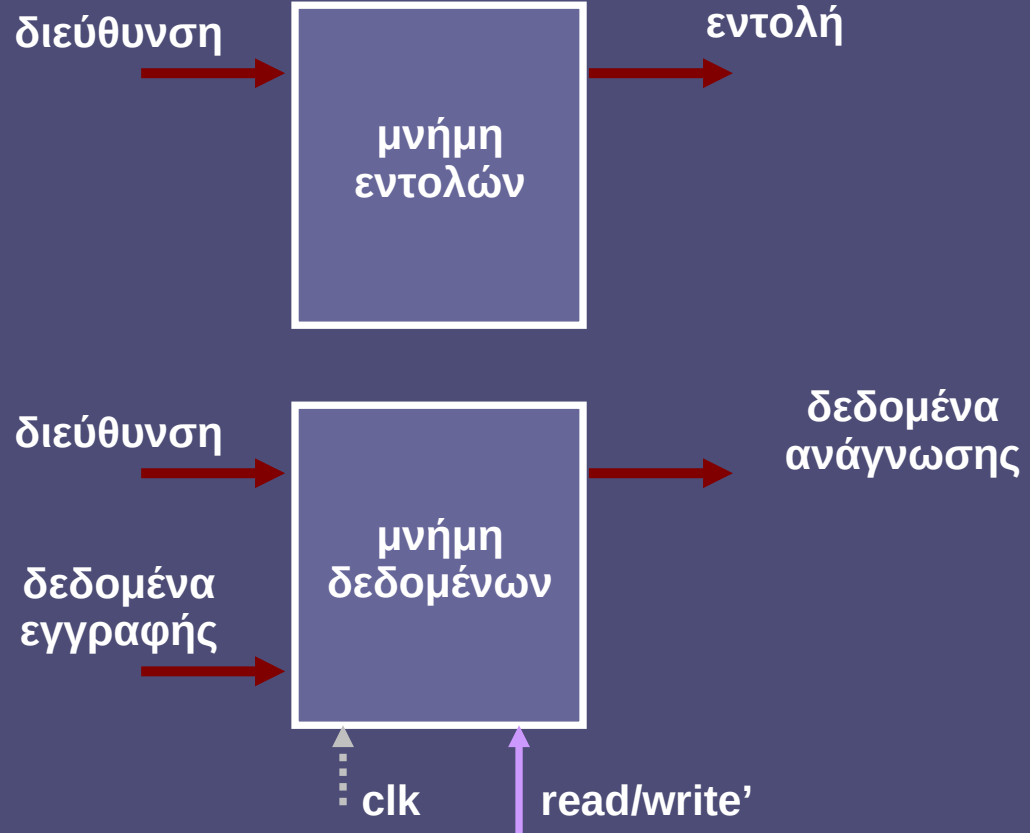 διεύθυνση
εντολή
μνήμη
εντολών
διεύθυνση
δεδομένα
ανάγνωσης
μνήμη
δεδομένων
δεδομένα
εγγραφής
clk
read/write’